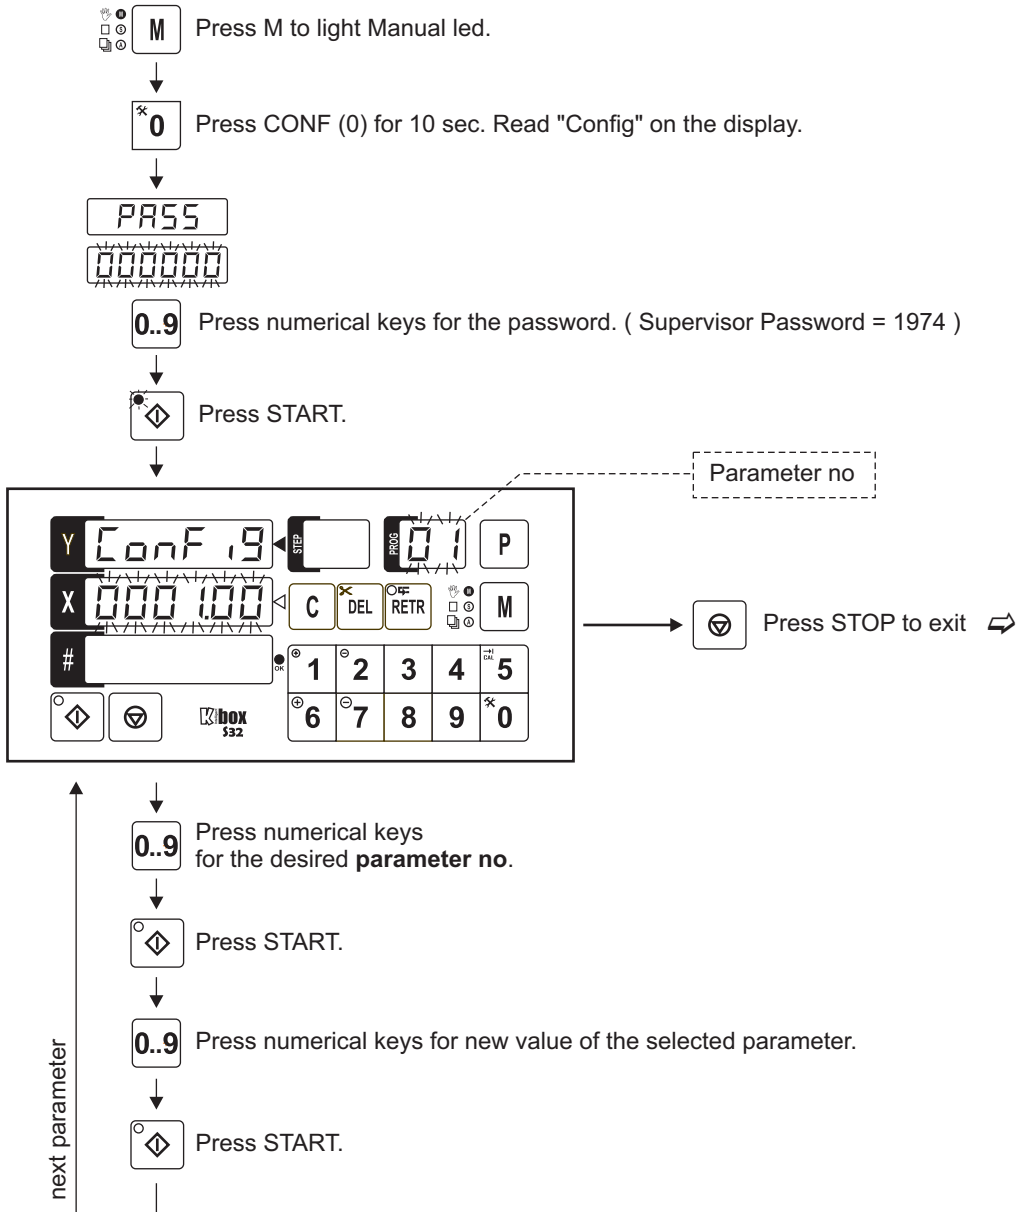 M
Press M to light Manual led.
0
Press CONF (0) for 10 sec. Read "Config" on the display.
PASS
000000
0..9
Press numerical keys for the password. ( Supervisor Password = 1974 )
Press START.
Parameter no
Y ConFig STEP PROG 01 P
X 0001.00 C DEL RETR M
# OK 1 2 3 4 CAL 5
6 7 8 9 0
box
S32
Press STOP to exit
0..9
Press numerical keys
for the desired parameter no.
Press START.
0..9
Press numerical keys for new value of the selected parameter.
Press START.
next parameter